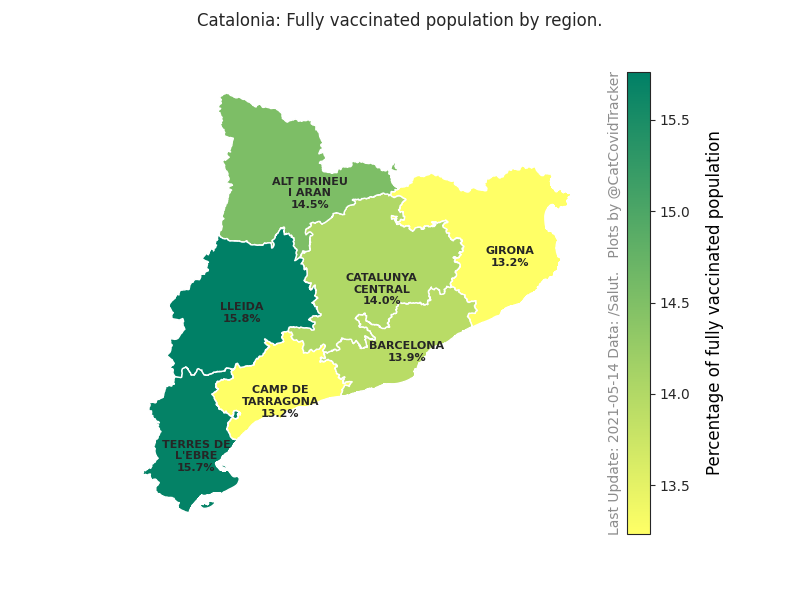 Catalonia: Fully vaccinated population by region.
ALT PIRINEU
I ARAN
14.5%
GIRONA
13.2%
CATALUNYA
CENTRAL
14.0%
LLEIDA
15.8%
BARCELONA
13.9%
CAMP DE
TARRAGONA
13.2%
TERRES DE
L'EBRE
15.7%
Last Update: 2021-05-14 Data: /Salut.   Plots by @CatCovidTracker
15.5
15.0
14.5
14.0
13.5
Percentage of fully vaccinated population